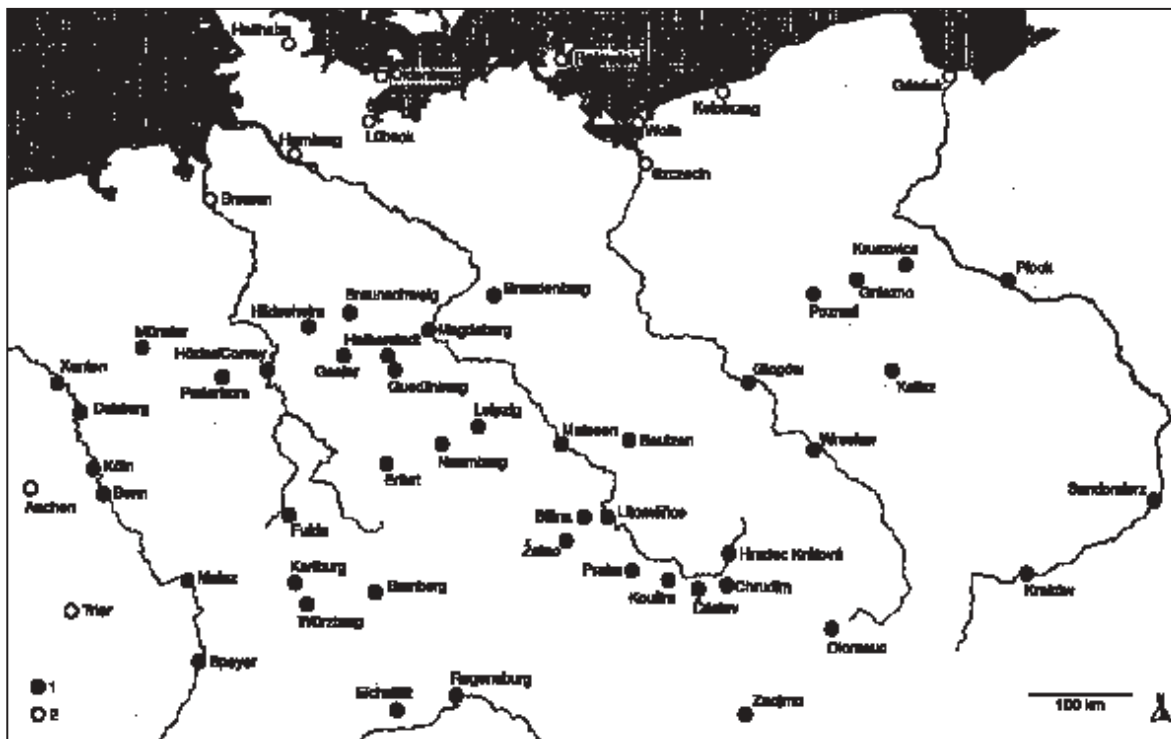 Haithabu
Gdańsk
Kołobrzeg
Wolin
Lübeck
Hamburg
Szczecin
Bremen
Kruszwica
Płock
Gniezno
Poznań
Brandenburg
Braunschweig
Hildesheim
Magdeburg
Halberstadt
Münster
Höxter/Corvey
Goslar
Quedlinburg
Paderborn
Xanten
Duisburg
Głogów
Kalisz
Leipzig
Meissen
Bautzen
Wrocław
Naumburg
Erfurt
Köln
Bonn
Aachen
Sandomierz
Fulda
Bílina
Litoměřice
Žatec
Hradec Králové
Praha
Kouřim
Čáslav
Chrudim
Kraków
Mainz
Karlburg
Bamberg
Würzburg
Trier
Olomouc
Speyer
Regensburg
Eichstätt
Znojmo
1
2
100 km
N